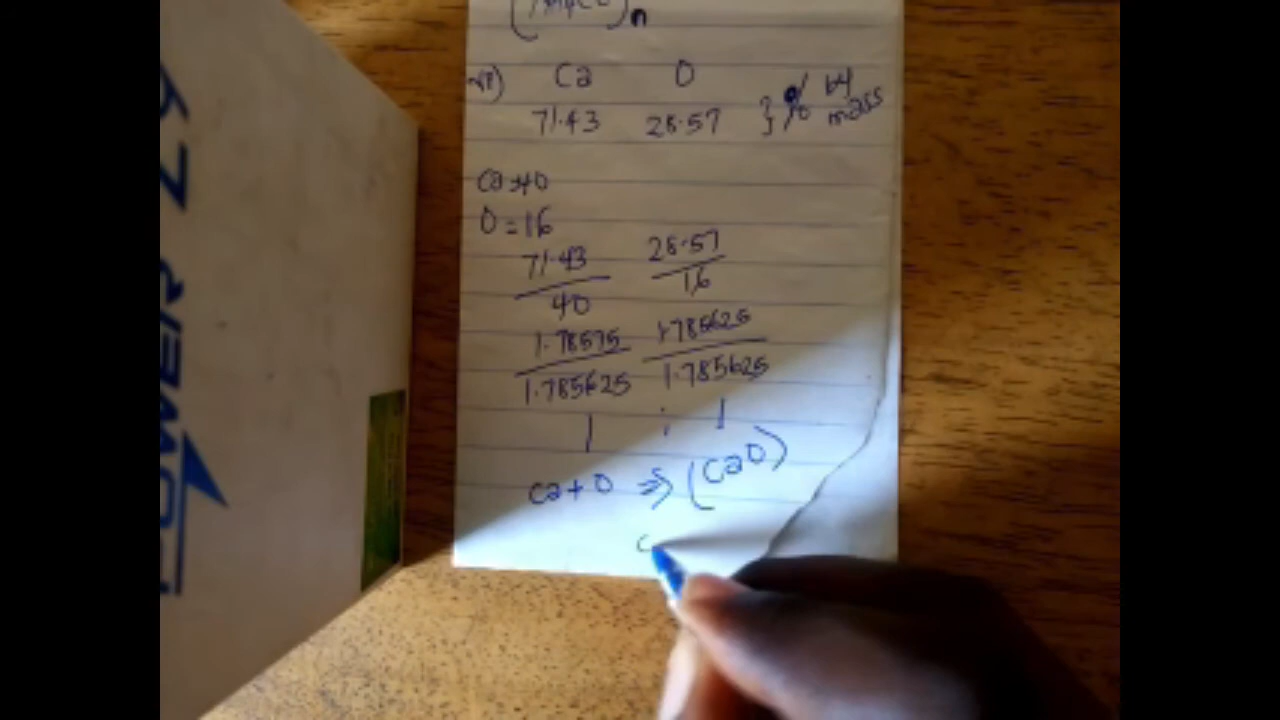 n
Ca O
71.43 28.57 } % by mass
Ca=40
O=16
71.43 28.57
40 16
1.78575 1.785625
1.785625 1.785625
1 : 1
Ca+O ⇒ (CaO)
POWER